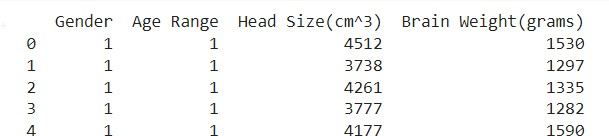 Gender Age Range Head Size(cm^3) Brain Weight(grams)
0 1 1 4512 1530
1 1 1 3738 1297
2 1 1 4261 1335
3 1 1 3777 1282
4 1 1 4177 1590